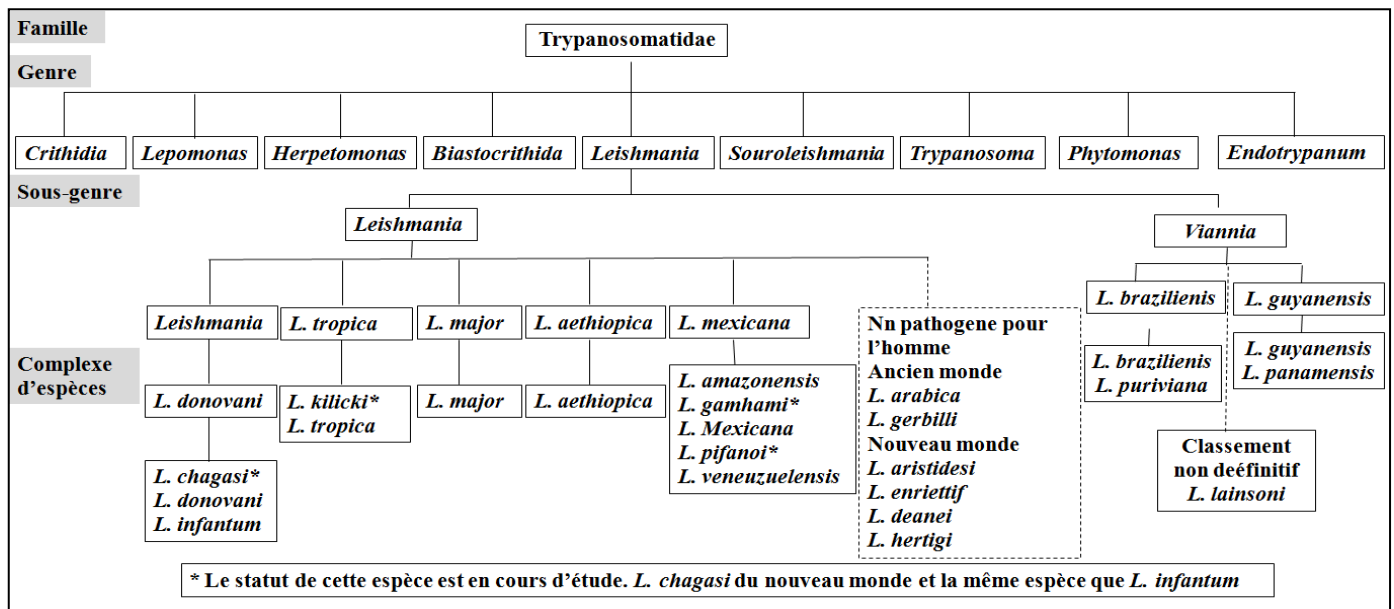 Famille
Trypanosomatidae
Genre
Crithidia
Lepomonas
Herpetomonas
Biastocrithida
Leishmania
Souroleishmania
Trypanosoma
Phytomonas
Endotrypanum
Sous-genre
Leishmania
Viannia
Leishmania
L. tropica
L. major
L. aethiopica
L. mexicana
L. brazilienis
L. guyanensis
Complexe
d'espèces
L. donovani
L. kilicki*
L. tropica
L. major
L. aethiopica
L. amazonensis
L. gamhami*
L. Mexicana
L. pifanoi*
L. veneuzuelensis
Nn pathogene pour
l'homme
Ancien monde
L. arabica
L. gerbilli
Nouveau monde
L. aristidesi
L. enriettif
L. deanei
L. hertigi
L. brazilienis
L. puriviana
L. guyanensis
L. panamensis
L. chagasi*
L. donovani
L. infantum
Classement
non deéfinitif
L. lainsoni
* Le statut de cette espèce est en cours d'étude. L. chagasi du nouveau monde et la même espèce que L. infantum